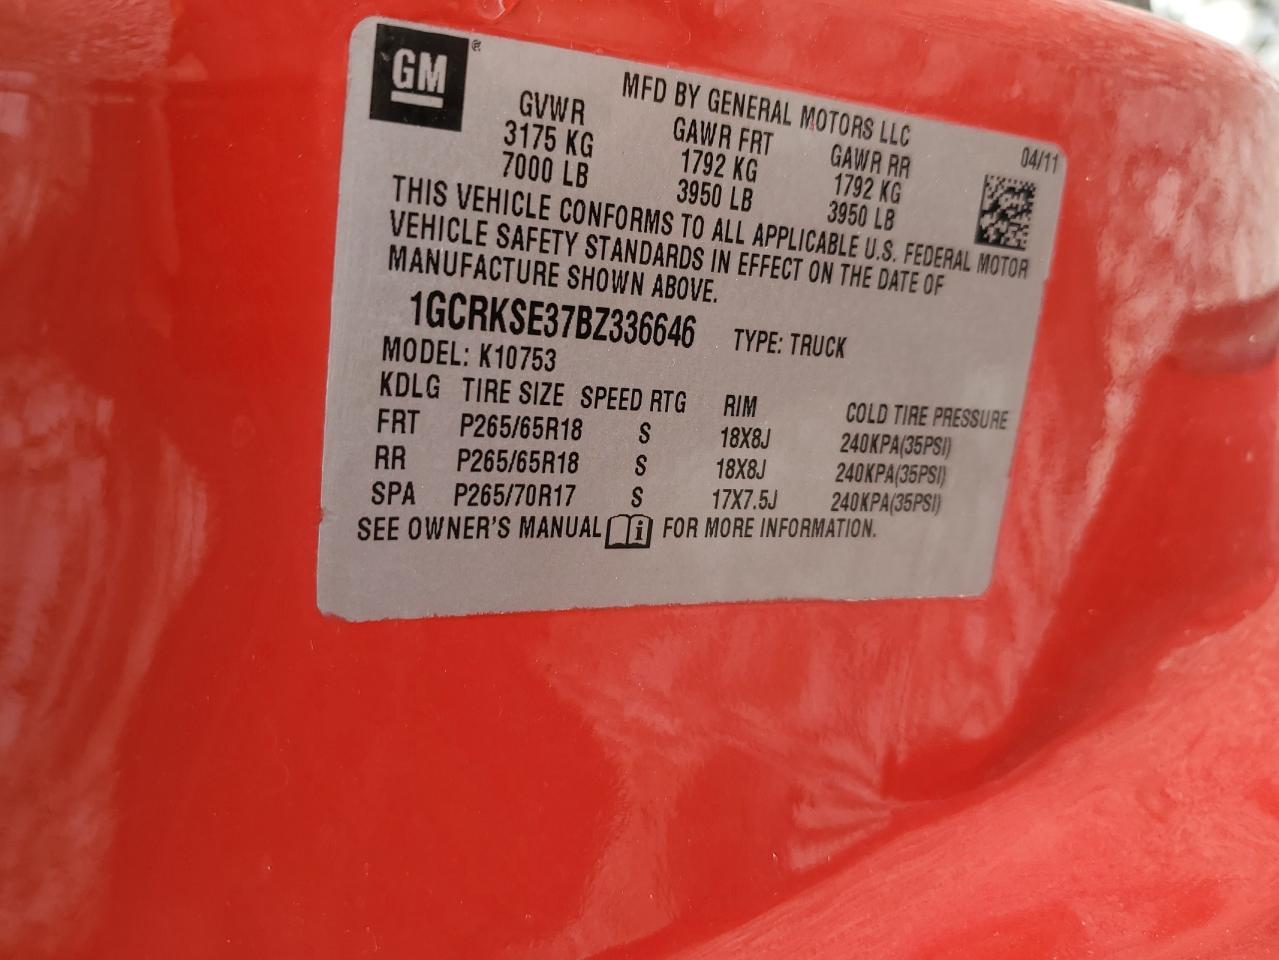 GM®
MFD BY GENERAL MOTORS LLC
04/11
GVWR GAWR FRT GAWR RR
3175 KG 1792 KG 1792 KG
7000 LB 3950 LB 3950 LB
THIS VEHICLE CONFORMS TO ALL APPLICABLE U.S. FEDERAL MOTOR
VEHICLE SAFETY STANDARDS IN EFFECT ON THE DATE OF
MANUFACTURE SHOWN ABOVE.
1GCRKSE37BZ336646 TYPE: TRUCK
MODEL: K10753
KDLG TIRE SIZE SPEED RTG RIM COLD TIRE PRESSURE
FRT P265/65R18 S 18X8J 240KPA(35PSI)
RR P265/65R18 S 18X8J 240KPA(35PSI)
SPA P265/70R17 S 17X7.5J 240KPA(35PSI)
SEE OWNER'S MANUAL i FOR MORE INFORMATION.